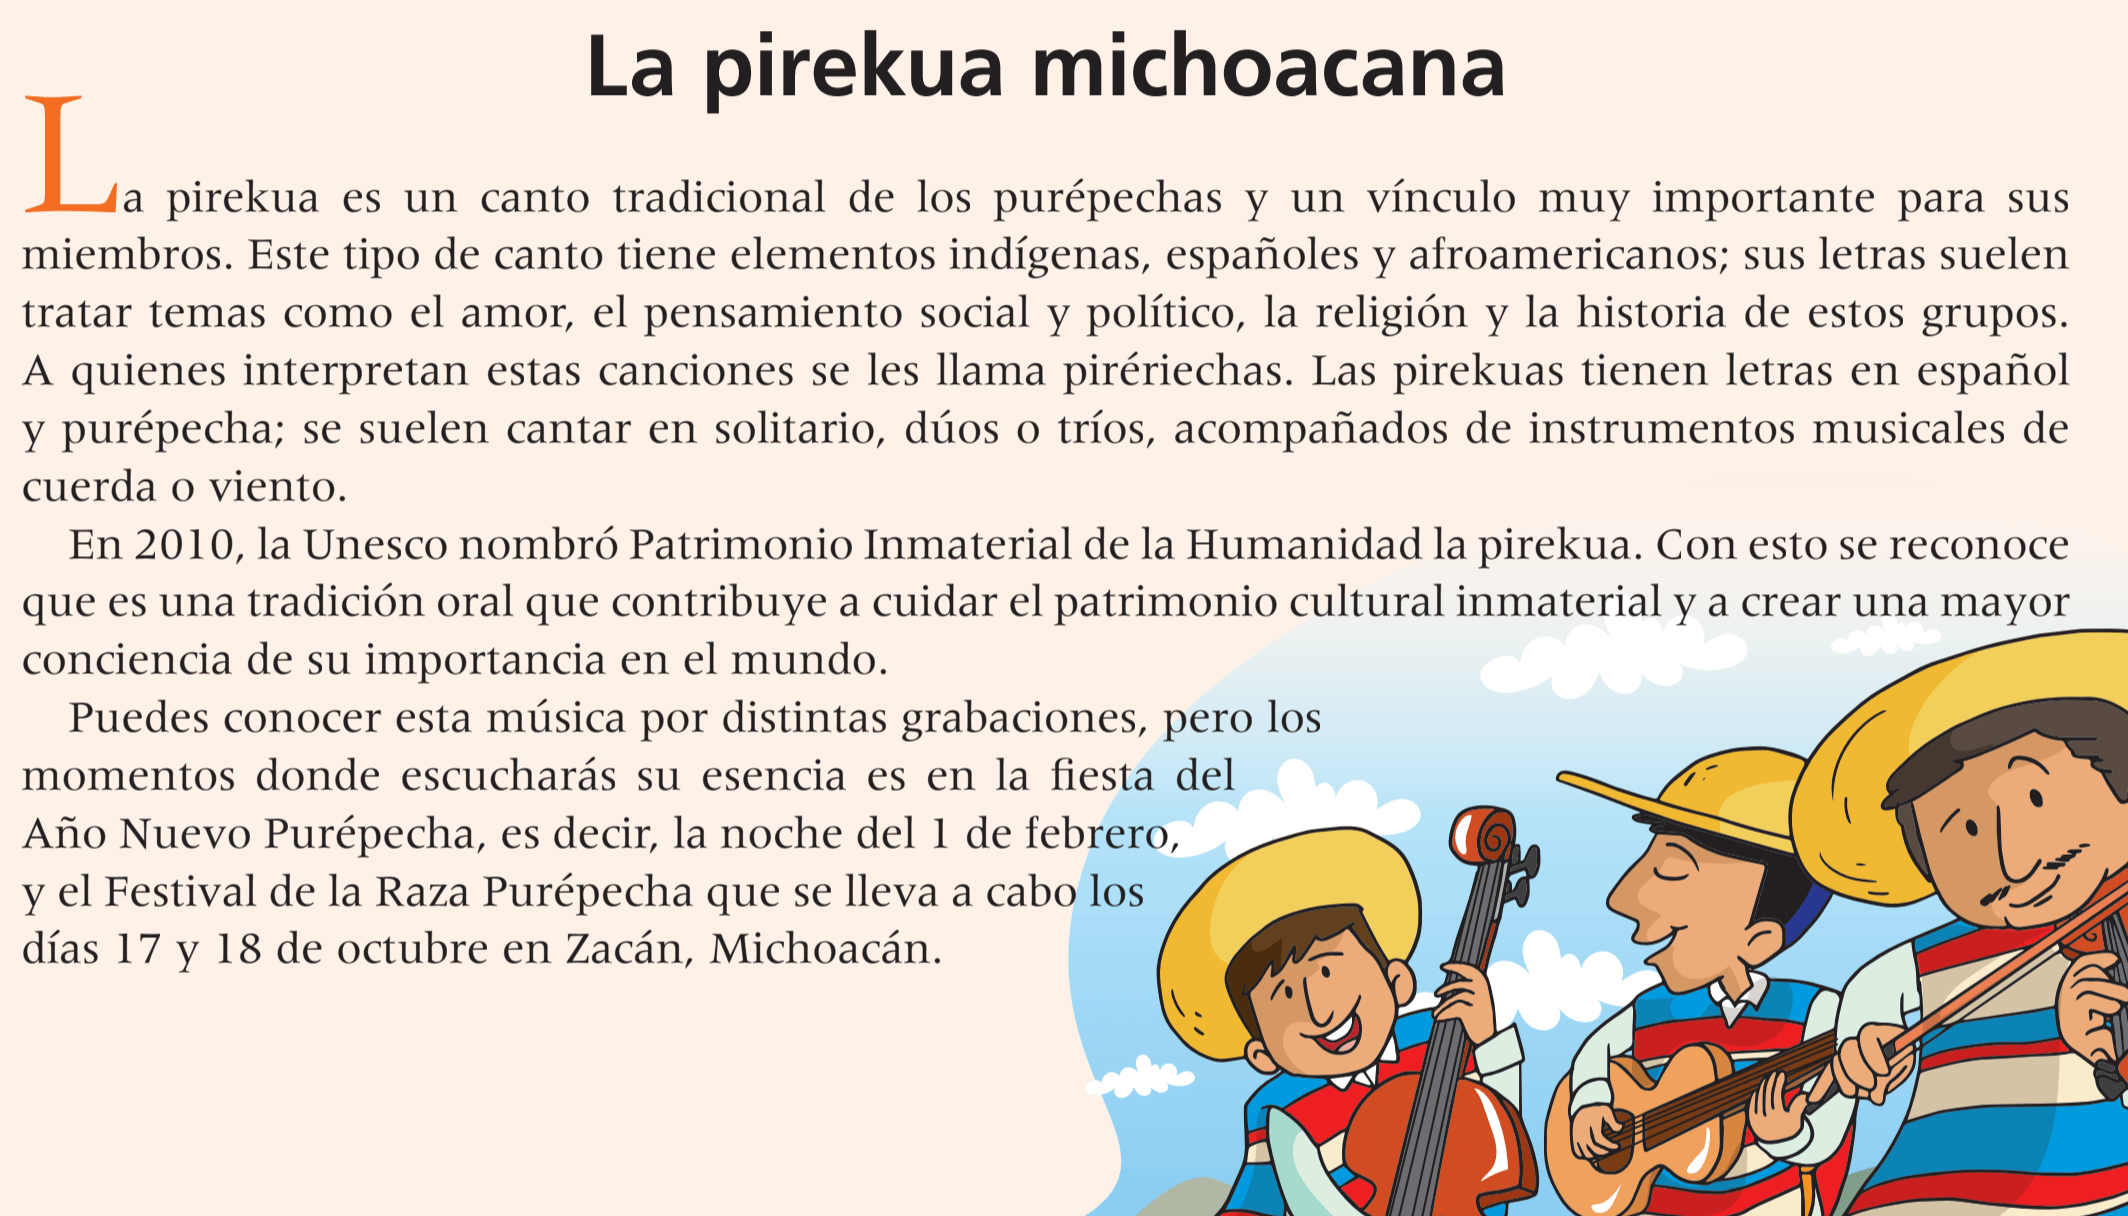 La pirekua michoacana
La pirekua es un canto tradicional de los purépechas y un vínculo muy importante para sus
miembros. Este tipo de canto tiene elementos indígenas, españoles y afroamericanos; sus letras suelen
tratar temas como el amor, el pensamiento social y político, la religión y la historia de estos grupos.
A quienes interpretan estas canciones se les llama pirériechas. Las pirekuas tienen letras en español
y purépecha; se suelen cantar en solitario, dúos o tríos, acompañados de instrumentos musicales de
cuerda o viento.
En 2010, la Unesco nombró Patrimonio Inmaterial de la Humanidad la pirekua. Con esto se reconoce
que es una tradición oral que contribuye a cuidar el patrimonio cultural inmaterial y a crear una mayor
conciencia de su importancia en el mundo.
Puedes conocer esta música por distintas grabaciones, pero los
momentos donde escucharás su esencia es en la fiesta del
Año Nuevo Purépecha, es decir, la noche del 1 de febrero,
y el Festival de la Raza Purépecha que se lleva a cabo los
días 17 y 18 de octubre en Zacán, Michoacán.